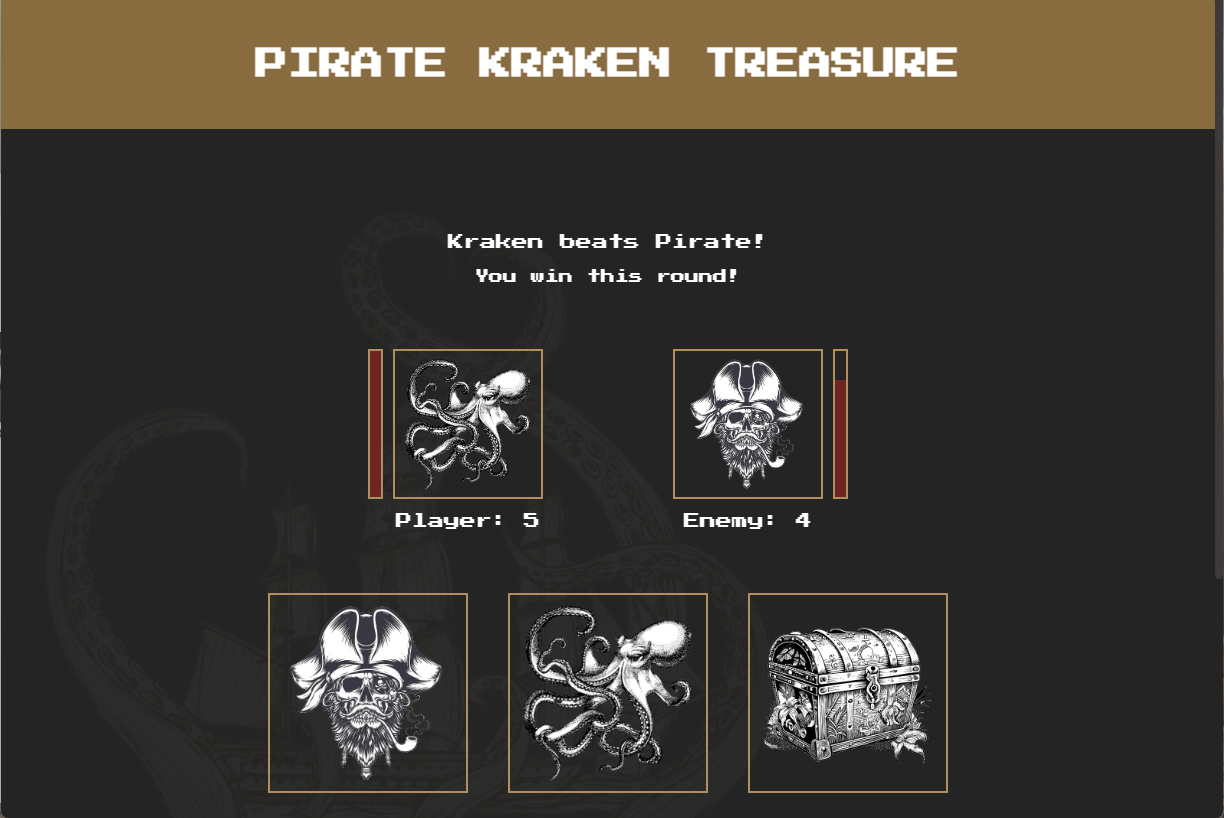 PIRATE KRAKEN TREASURE
Kraken beats Pirate!
You win this round!
Player: 5
Enemy: 4